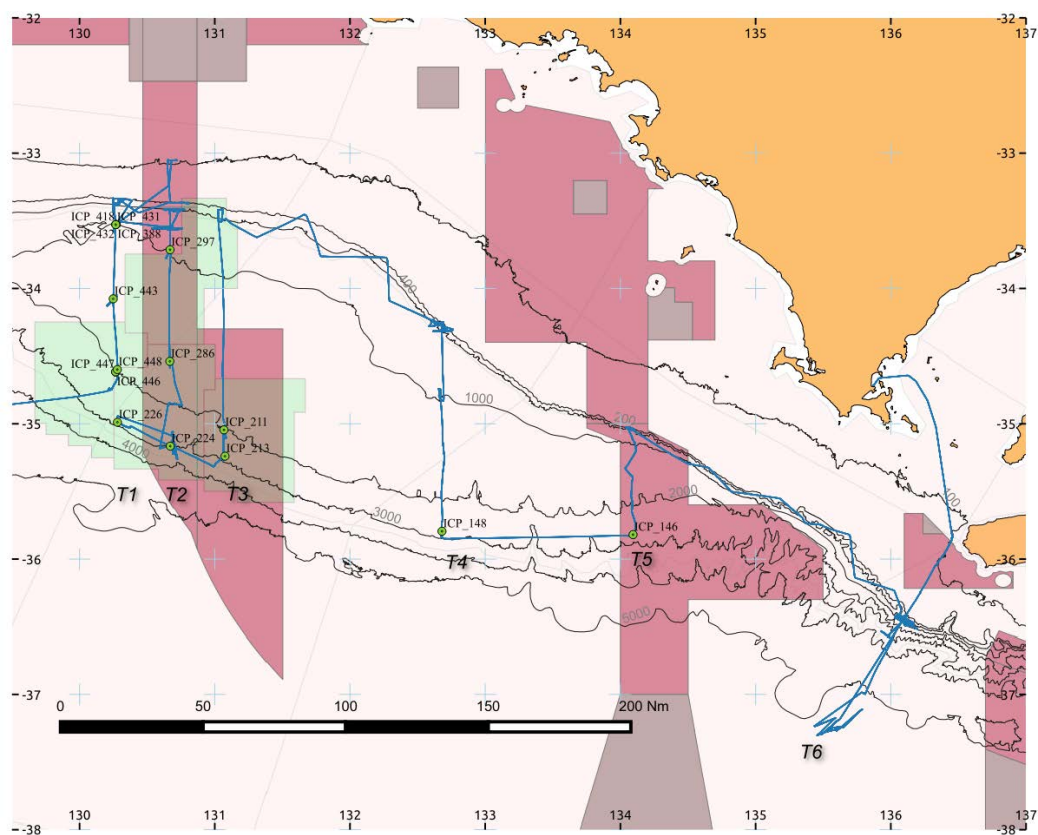 -32 130 131 132 133 134 135 136 137 -32
-33 -33
ICP_418 ICP_431
ICP_432 ICP_388
ICP_297
-34 -34
ICP_443
400
ICP_447 ICP_448 ICP_286
ICP_446
1000
ICP_226 ICP_211
-35 200 -35
ICP_224 ICP_213
4000
100
T1 T2 T3
2000
3000
ICP_148 ICP_146
-36 T4 T5 -36
5000
-37 -37
0 50 100 150 200 Nm
T6
-38 130 131 132 133 134 135 136 137 -38